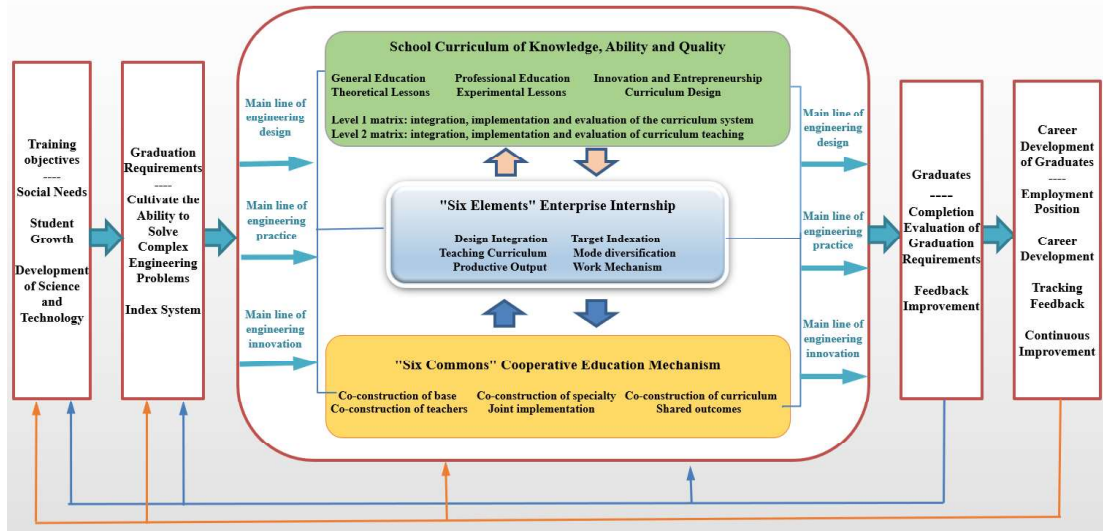 Training
objectives
----
Social Needs
Student
Growth
Development
of Science
and
Technology
Graduation
Requirements
----
Cultivate the
Ability to
Solve
Complex
Engineering
Problems
Index System
Main line of
engineering
design
Main line of
engineering
practice
Main line of
engineering
innovation
School Curriculum of Knowledge, Ability and Quality
General Education Professional Education Innovation and Entrepreneurship
Theoretical Lessons Experimental Lessons Curriculum Design
Level 1 matrix: integration, implementation and evaluation of the curriculum system
Level 2 matrix: integration, implementation and evaluation of curriculum teaching
"Six Elements" Enterprise Internship
Design Integration Target Indexation
Teaching Curriculum Mode diversification
Productive Output Work Mechanism
"Six Commons" Cooperative Education Mechanism
Co-construction of base Co-construction of specialty Co-construction of curriculum
Co-construction of teachers Joint implementation Shared outcomes
Main line of
engineering
design
Main line of
engineering
practice
Main line of
engineering
innovation
Graduates
----
Completion
Evaluation of
Graduation
Requirements
Feedback
Improvement
Career
Development
of Graduates
----
Employment
Position
Career
Development
Tracking
Feedback
Continuous
Improvement